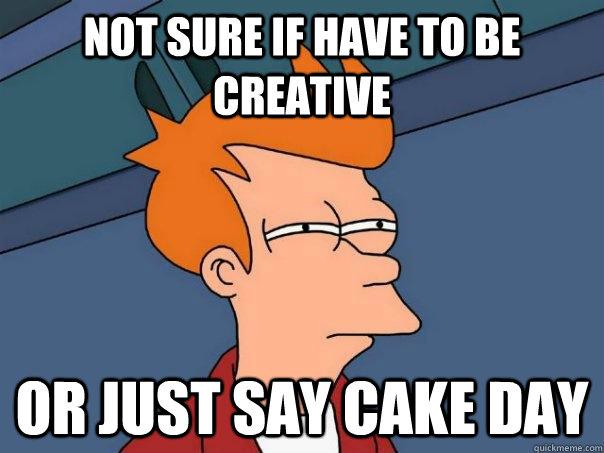 NOT SURE IF HAVE TO BE
CREATIVE
OR JUST SAY CAKE DAY
quickmeme.com